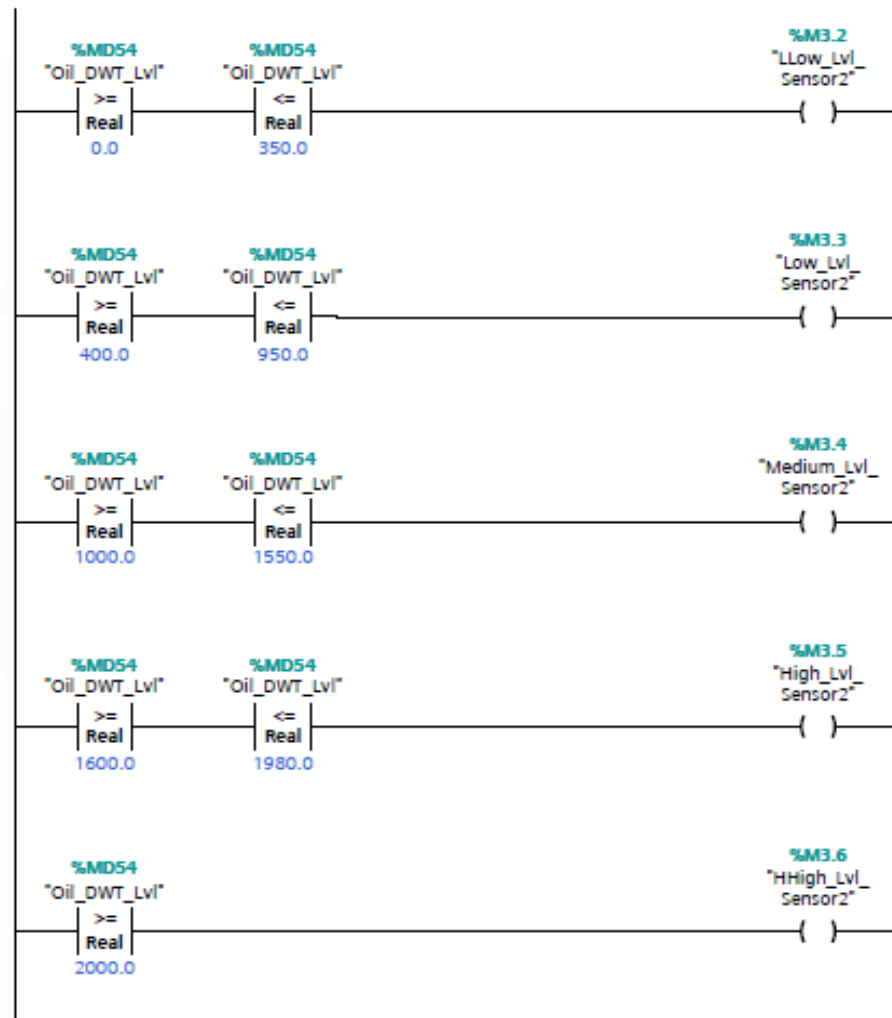 %MD54 %MD54 %M3.2
"Oil_DWT_Lvl" "Oil_DWT_Lvl" "LLow_Lvl_
Sensor2"
>= <= ( )
Real Real
0.0 350.0
%MD54 %MD54 %M3.3
"Oil_DWT_Lvl" "Oil_DWT_Lvl" "Low_Lvl_
Sensor2"
>= <= ( )
Real Real
400.0 950.0
%MD54 %MD54 %M3.4
"Oil_DWT_Lvl" "Oil_DWT_Lvl" "Medium_Lvl_
Sensor2"
>= <= ( )
Real Real
1000.0 1550.0
%MD54 %MD54 %M3.5
"Oil_DWT_Lvl" "Oil_DWT_Lvl" "High_Lvl_
Sensor2"
>= <= ( )
Real Real
1600.0 1980.0
%MD54 %M3.6
"Oil_DWT_Lvl" "HHigh_Lvl_
Sensor2"
>= ( )
Real
2000.0